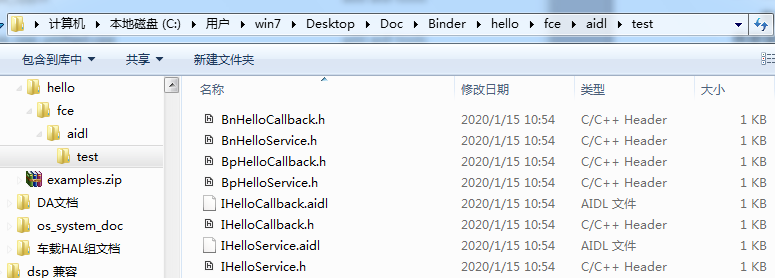 计算机 本地磁盘 (C:) 用户 win7 Desktop Doc Binder hello fce aidl test
包含到库中 共享 新建文件夹
名称 修改日期 类型 大小
hello
fce
aidl
test
examples.zip
DA文档
os_system_doc
车载HAL组文档
dsp 兼容
BnHelloCallback.h 2020/1/15 10:54 C/C++ Header 1 KB
BnHelloService.h 2020/1/15 10:54 C/C++ Header 1 KB
BpHelloCallback.h 2020/1/15 10:54 C/C++ Header 1 KB
BpHelloService.h 2020/1/15 10:54 C/C++ Header 1 KB
IHelloCallback.aidl 2020/1/15 10:54 AIDL 文件 1 KB
IHelloCallback.h 2020/1/15 10:54 C/C++ Header 1 KB
IHelloService.aidl 2020/1/15 10:54 AIDL 文件 1 KB
IHelloService.h 2020/1/15 10:54 C/C++ Header 1 KB